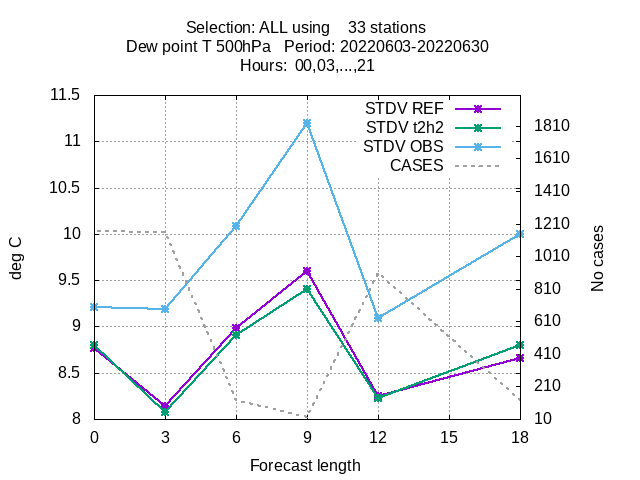 Selection: ALL using    33 stations
Dew point T 500hPa   Period: 20220603-20220630
Hours:  00,03,...,21
STDV REF
STDV t2h2
STDV OBS
CASES
11.5
11
10.5
10
9.5
9
8.5
8
1810
1610
1410
1210
1010
810
610
410
210
10
0 3 6 9 12 15 18
deg C
No cases
Forecast length